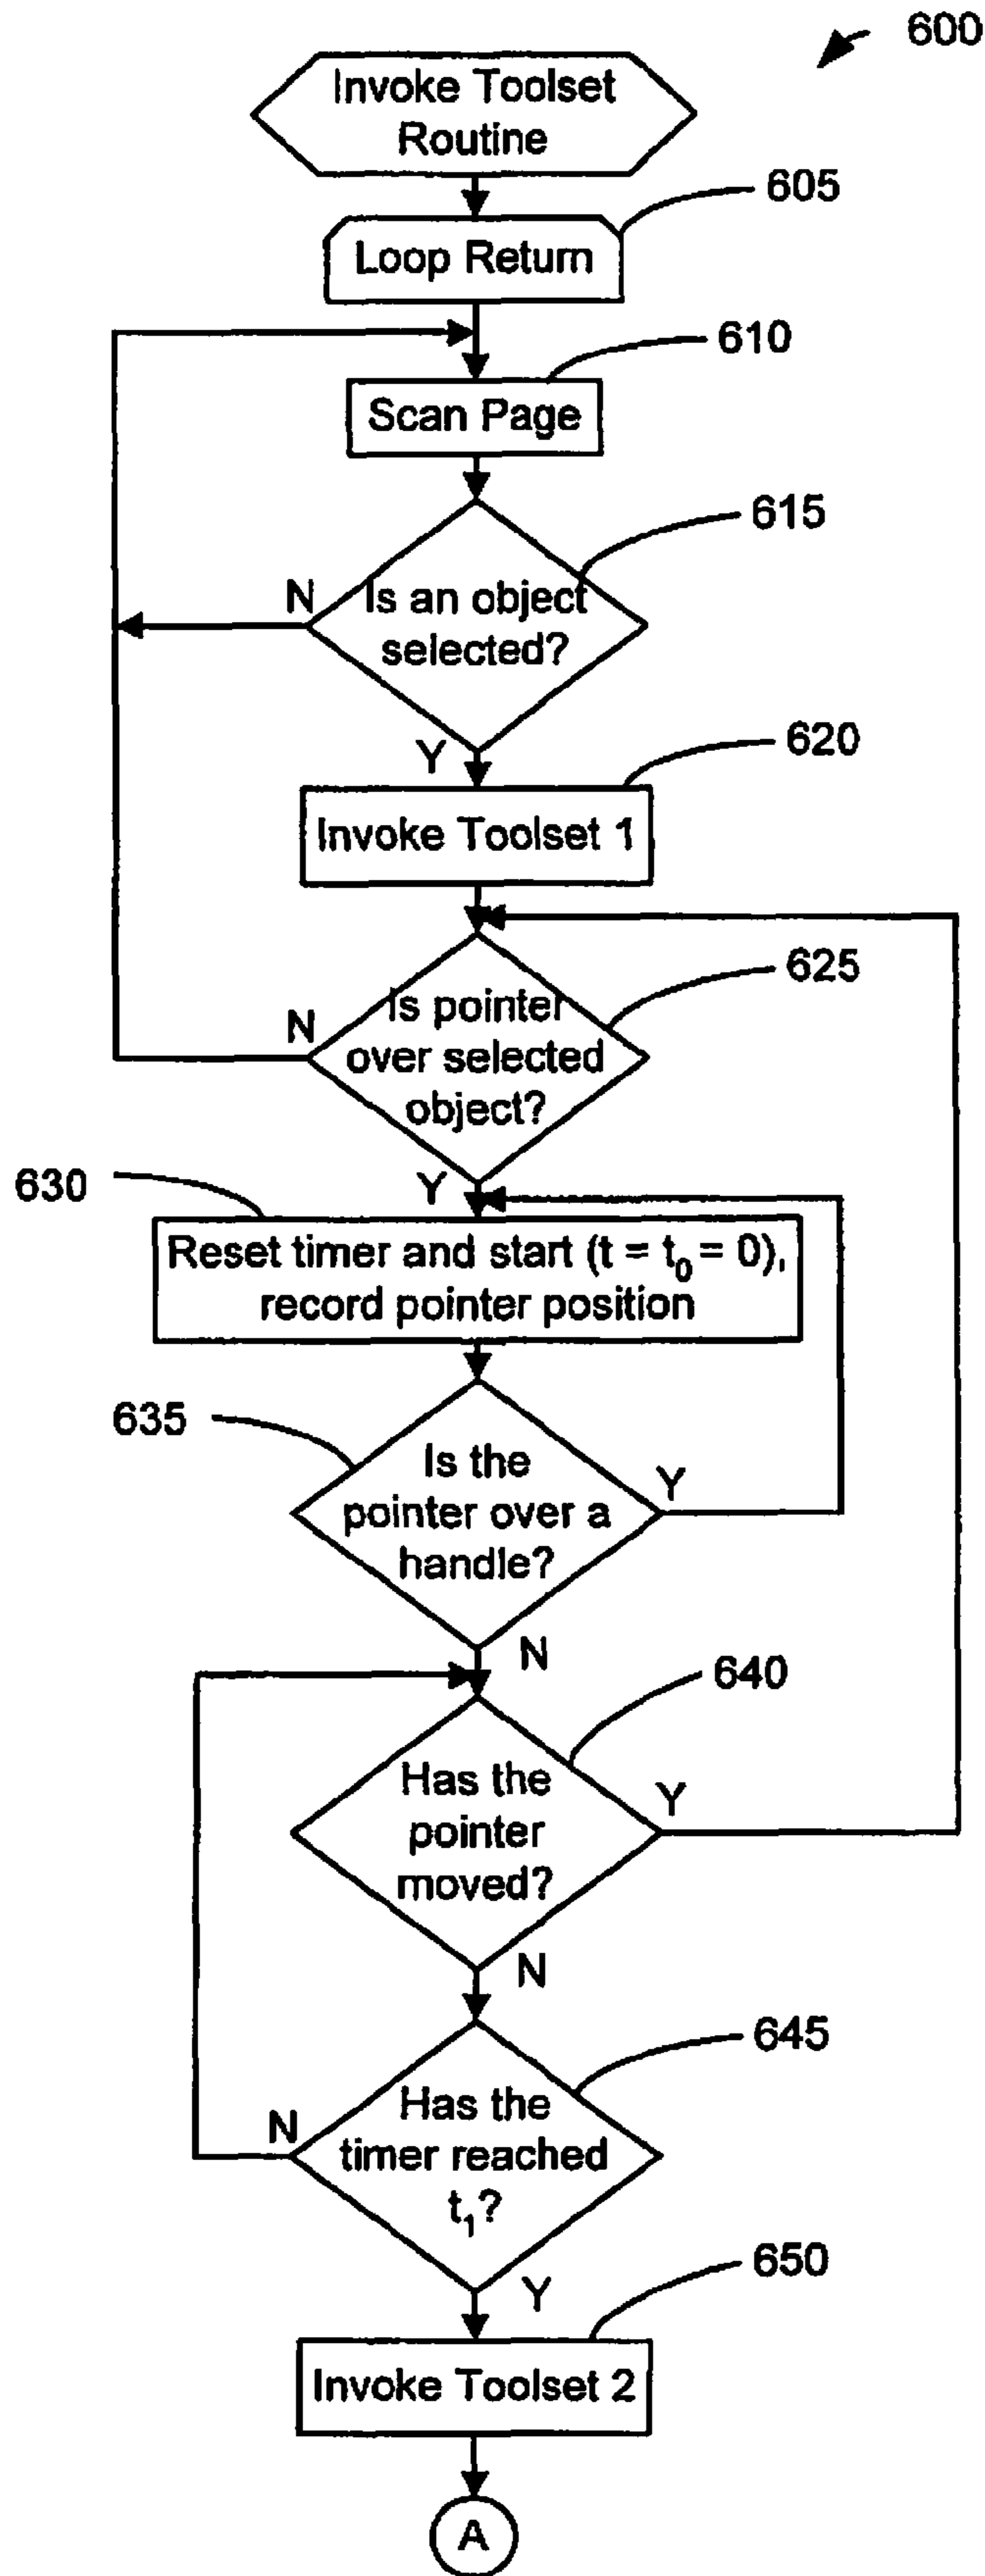 600
Invoke Toolset
Routine
605
Loop Return
610
Scan Page
615
N
Is an object
selected?
Y
620
Invoke Toolset 1
625
N
Is pointer
over selected
object?
Y
630
Reset timer and start (t = t₀ = 0),
record pointer position
635
Is the
pointer over a
handle?
Y
N
640
Has the
pointer
moved?
Y
N
645
N
Has the
timer reached
t₁?
Y
650
Invoke Toolset 2
A